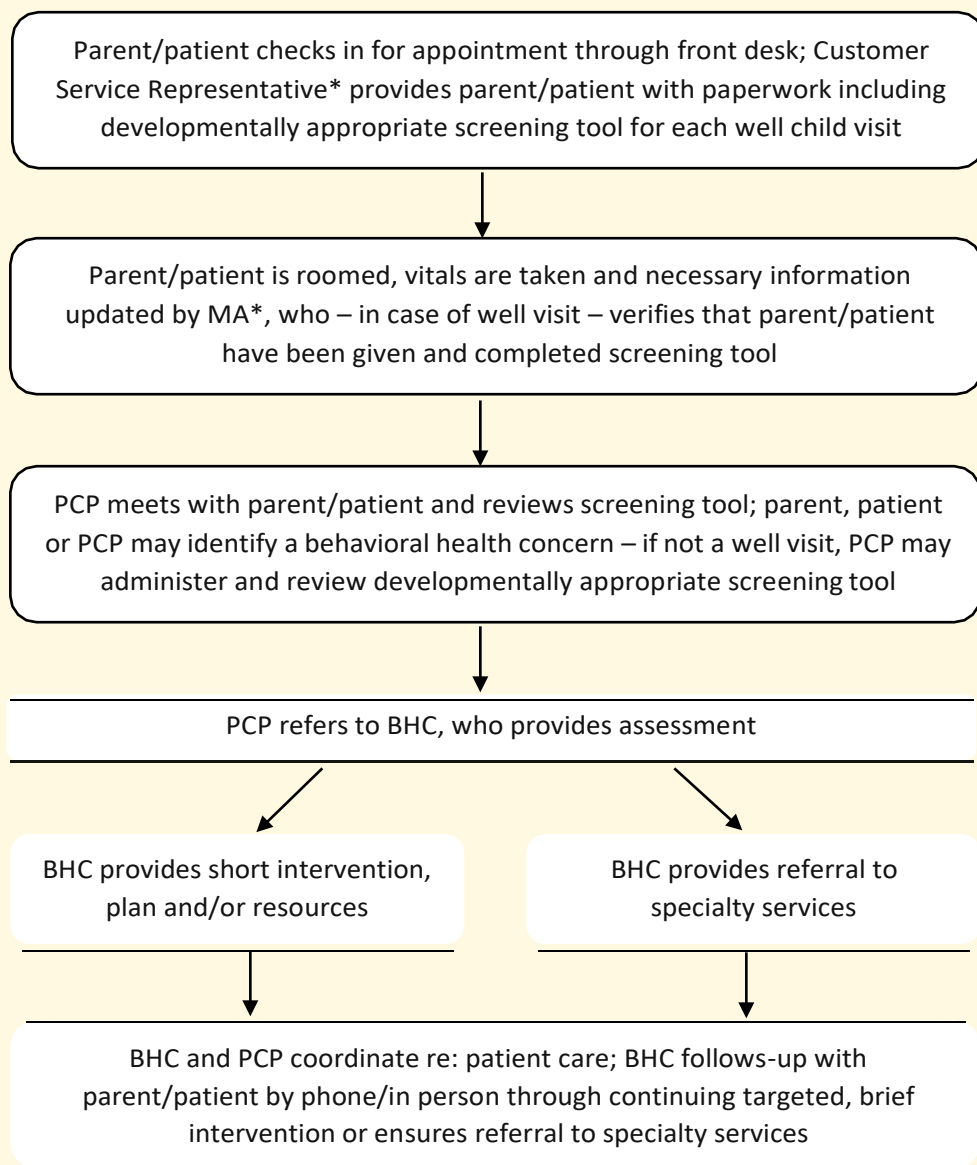 Parent/patient checks in for appointment through front desk; Customer
Service Representative* provides parent/patient with paperwork including
developmentally appropriate screening tool for each well child visit
Parent/patient is roomed, vitals are taken and necessary information
updated by MA*, who – in case of well visit – verifies that parent/patient
have been given and completed screening tool
PCP meets with parent/patient and reviews screening tool; parent, patient
or PCP may identify a behavioral health concern – if not a well visit, PCP may
administer and review developmentally appropriate screening tool
PCP refers to BHC, who provides assessment
BHC provides short intervention,
plan and/or resources
BHC provides referral to
specialty services
BHC and PCP coordinate re: patient care; BHC follows-up with
parent/patient by phone/in person through continuing targeted, brief
intervention or ensures referral to specialty services